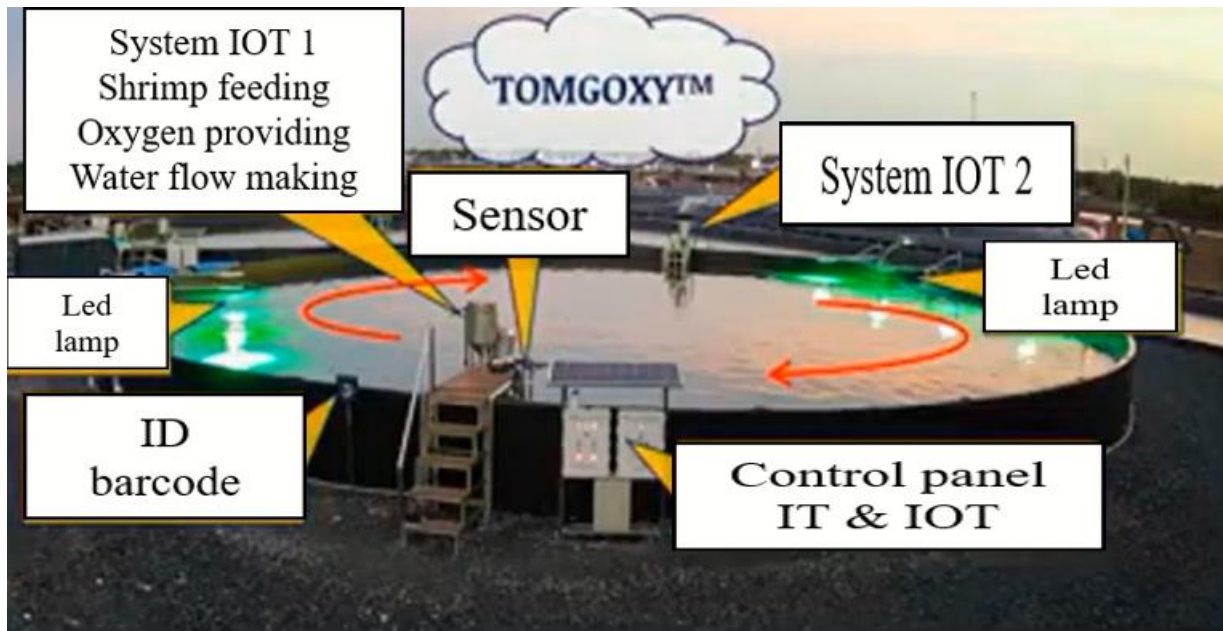 System IOT 1
Shrimp feeding
Oxygen providing
Water flow making
TOMGOXY™
Sensor
System IOT 2
Led
lamp
Led
lamp
ID
barcode
Control panel
IT & IOT